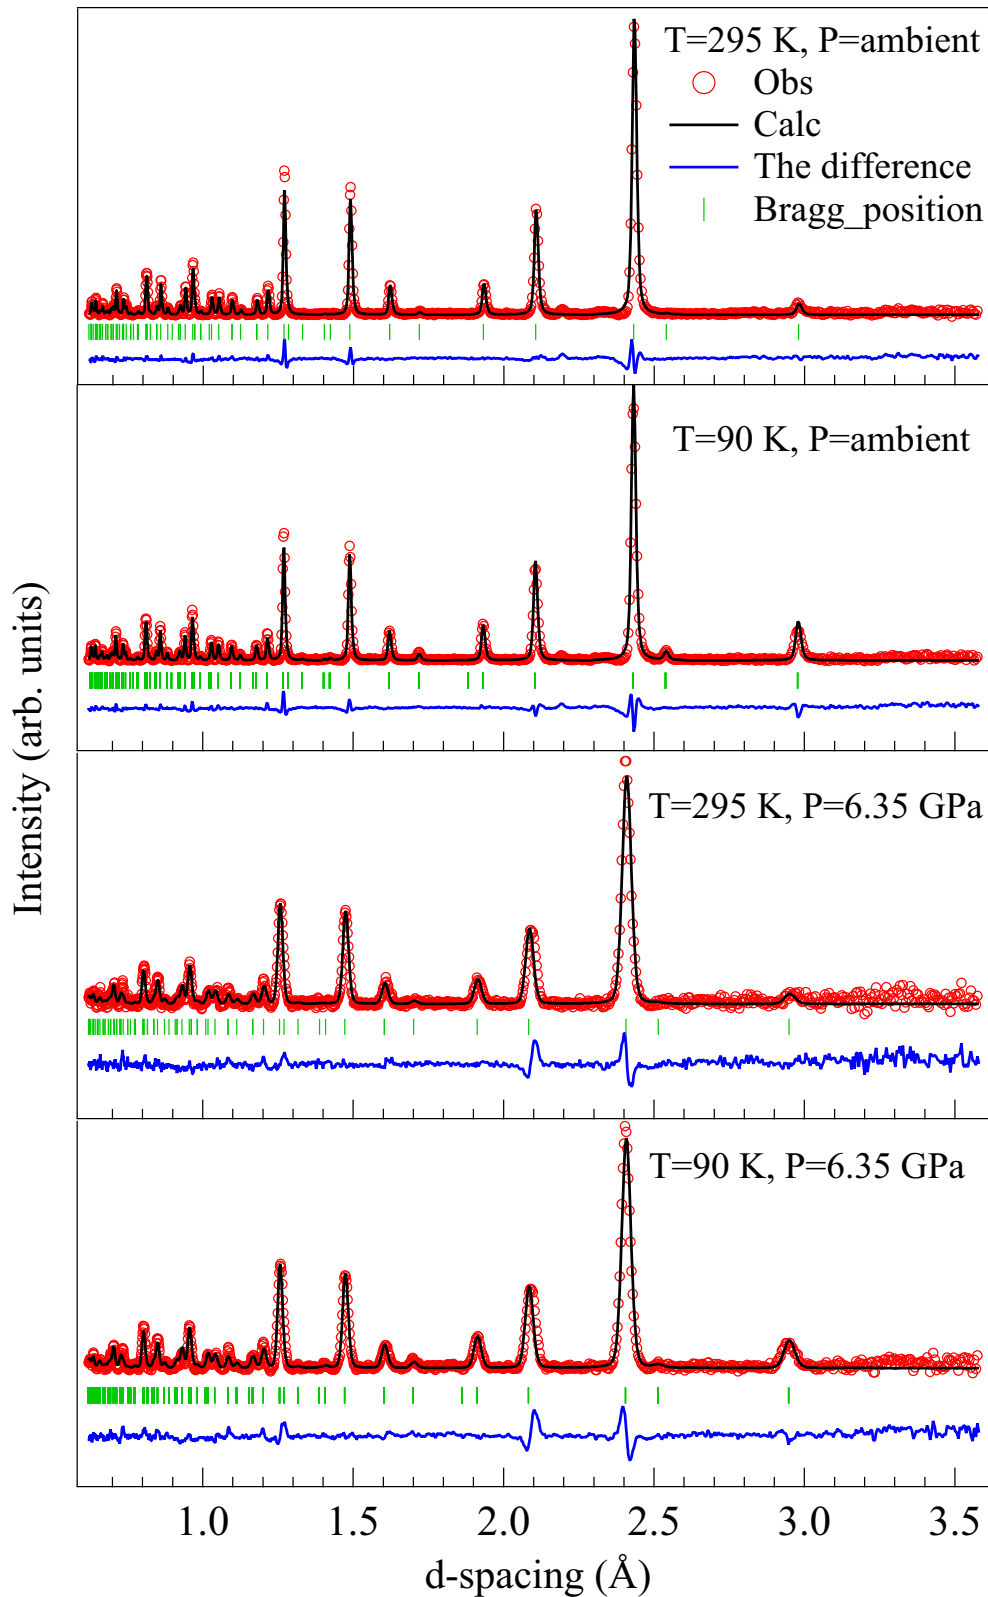 T=295 K, P=ambient
Obs
Calc
The difference
Bragg_position
T=90 K, P=ambient
T=295 K, P=6.35 GPa
T=90 K, P=6.35 GPa
Intensity (arb. units)
1.0 1.5 2.0 2.5 3.0 3.5
d-spacing (Å)